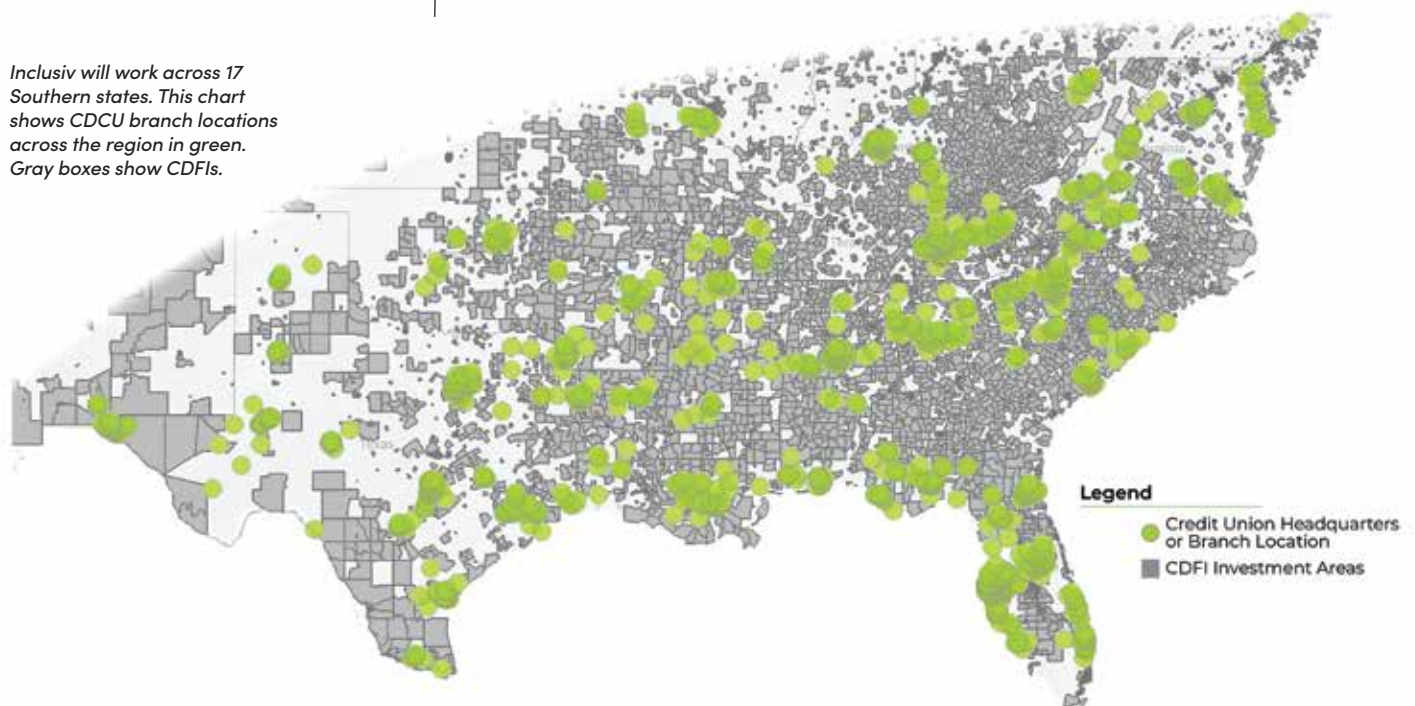 Inclusiv will work across 17
Southern states. This chart
shows CDCU branch locations
across the region in green.
Gray boxes show CDFIs.
Texas
Legend
Credit Union Headquarters
or Branch Location
CDFI Investment Areas